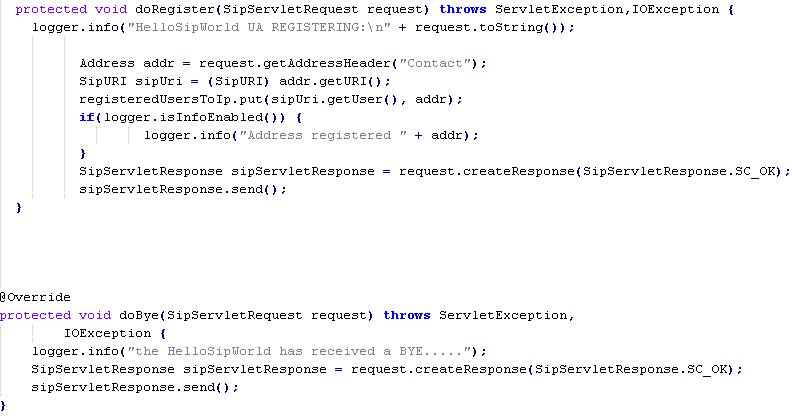 protected void doRegister(SipServletRequest request) throws ServletException,IOException {
logger.info("HelloSipWorld UA REGISTERING:\n" + request.toString());
Address addr = request.getAddressHeader("Contact");
SipURI sipUri = (SipURI) addr.getURI();
registeredUsersToIp.put(sipUri.getUser(), addr);
if(logger.isInfoEnabled()) {
logger.info("Address registered " + addr);
}
SipServletResponse sipServletResponse = request.createResponse(SipServletResponse.SC_OK);
sipServletResponse.send();
}
@Override
protected void doBye(SipServletRequest request) throws ServletException,
IOException {
logger.info("the HelloSipWorld has received a BYE.....");
SipServletResponse sipServletResponse = request.createResponse(SipServletResponse.SC_OK);
sipServletResponse.send();
}